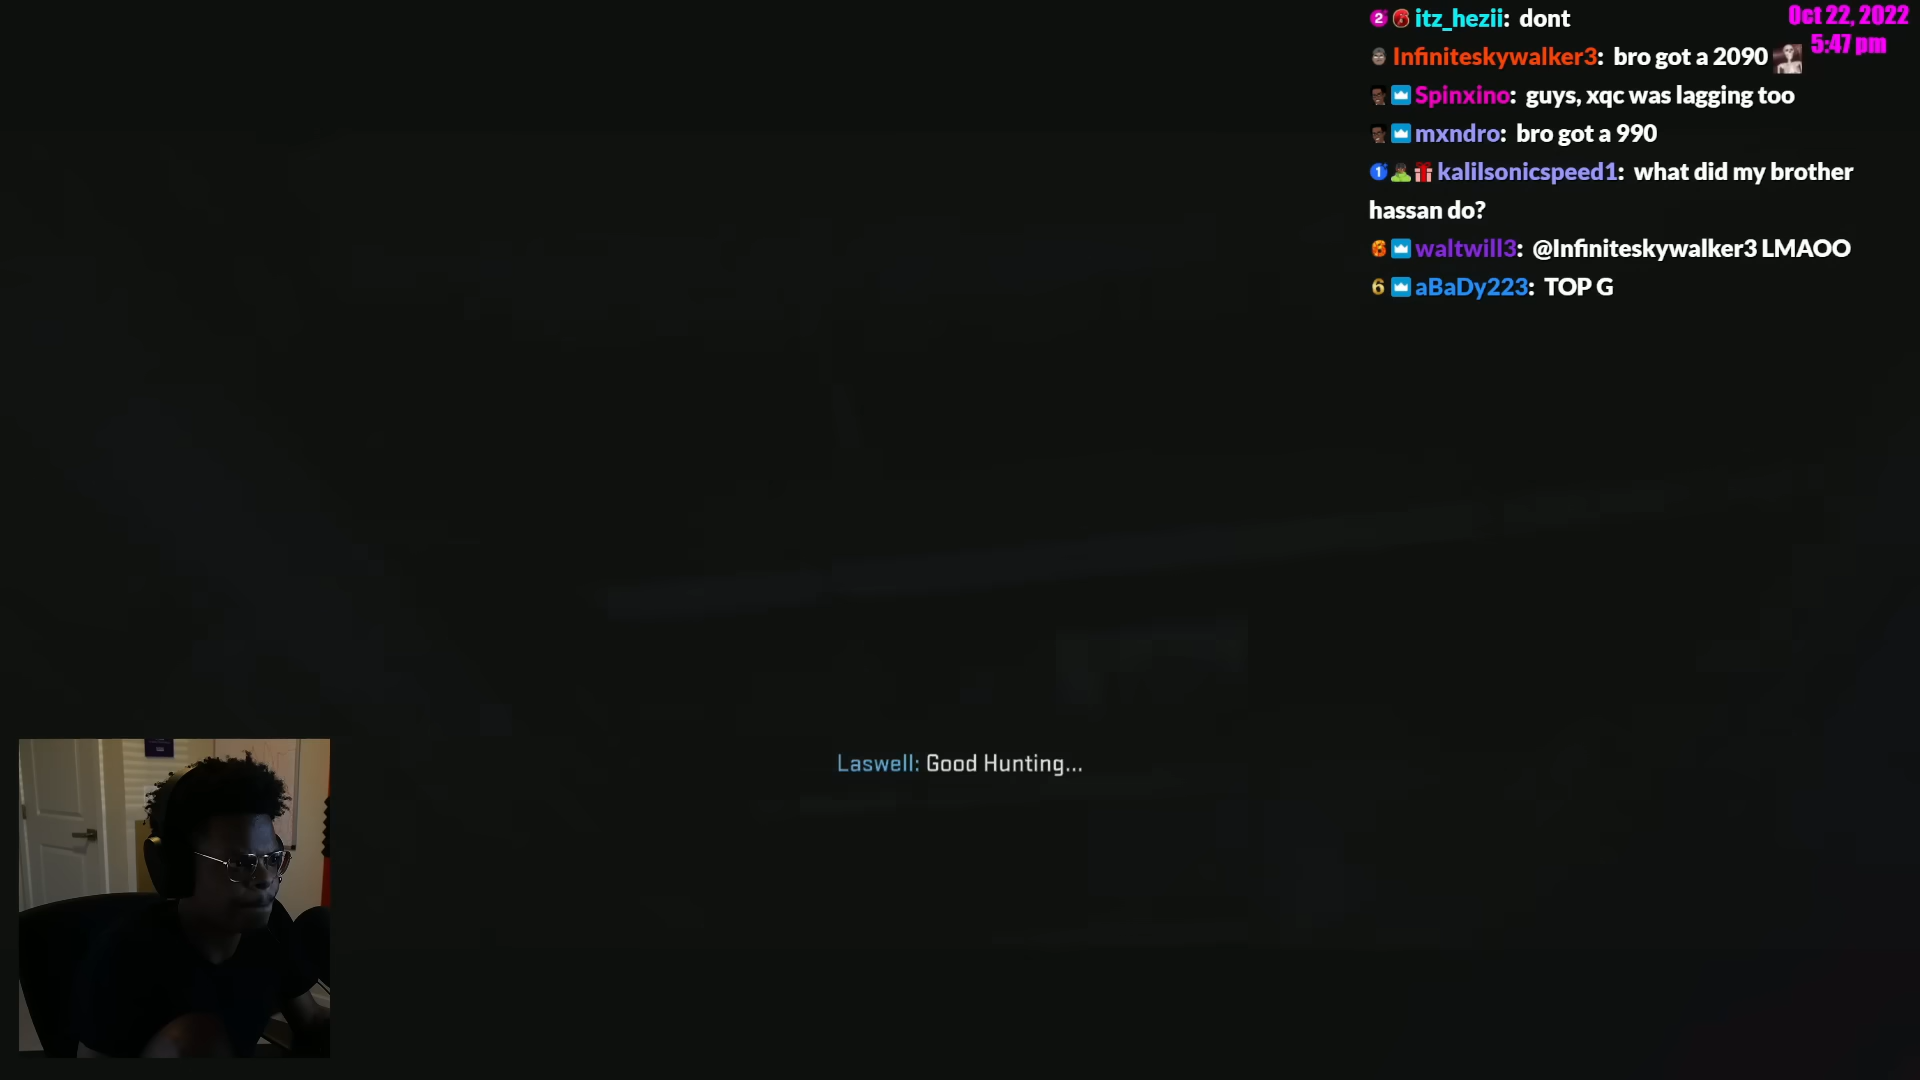 itz_hezii: dont
Oct 22, 2022
5:47 pm
Infiniteskywalker3: bro got a 2090
Spinxino: guys, xqc was lagging too
mxndro: bro got a 990
kalilsonicspeed1: what did my brother
hassan do?
waltwill3: @Infiniteskywalker3 LMAOO
aBaDy223: TOP G
Laswell: Good Hunting...